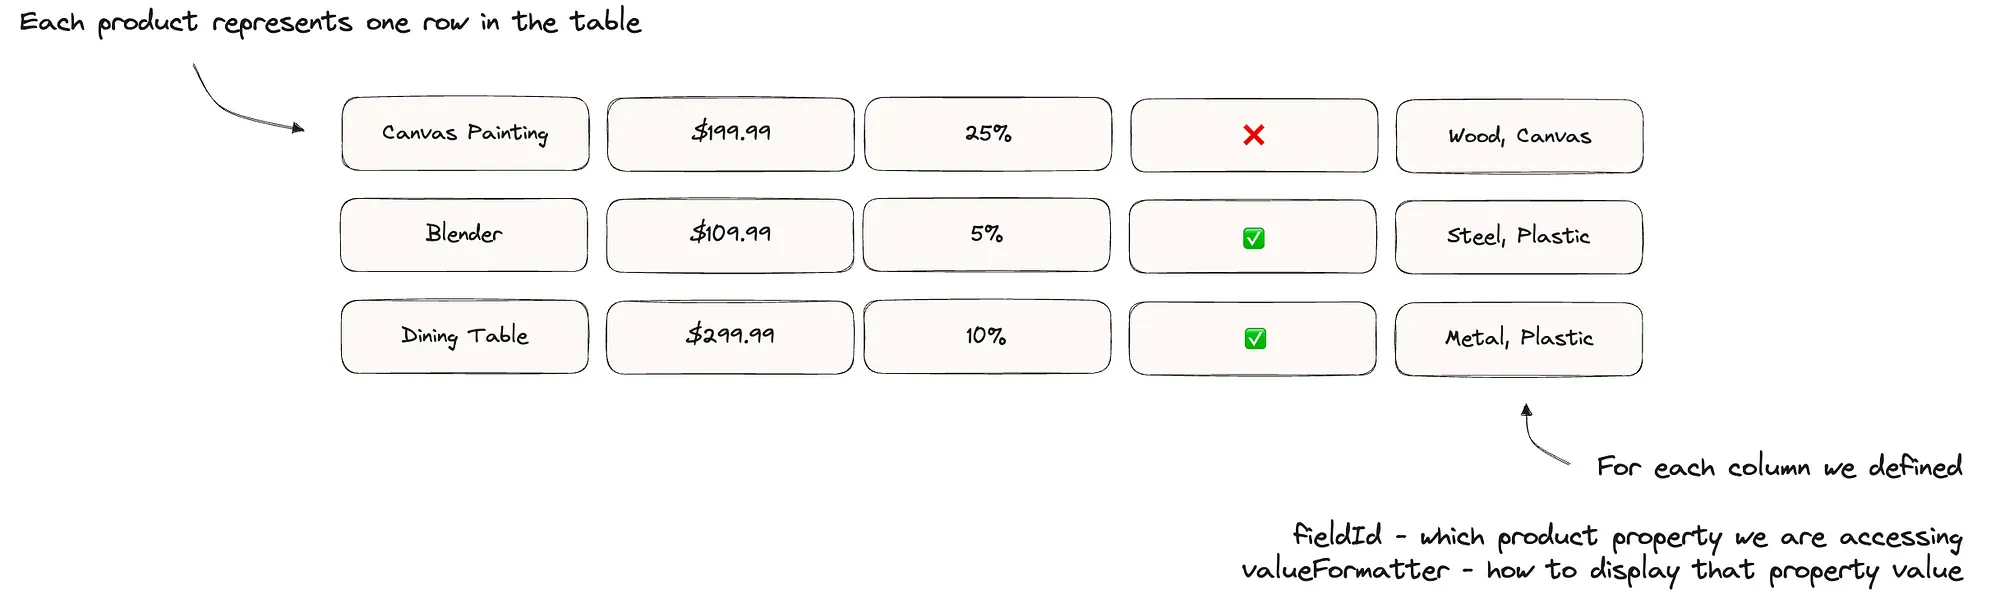 Each product represents one row in the table
Canvas Painting $199.99 25% ❌ Wood, Canvas
Blender $109.99 5% ✅ Steel, Plastic
Dining Table $299.99 10% ✅ Metal, Plastic
For each column we defined
fieldId - which product property we are accessing
valueFormatter - how to display that property value